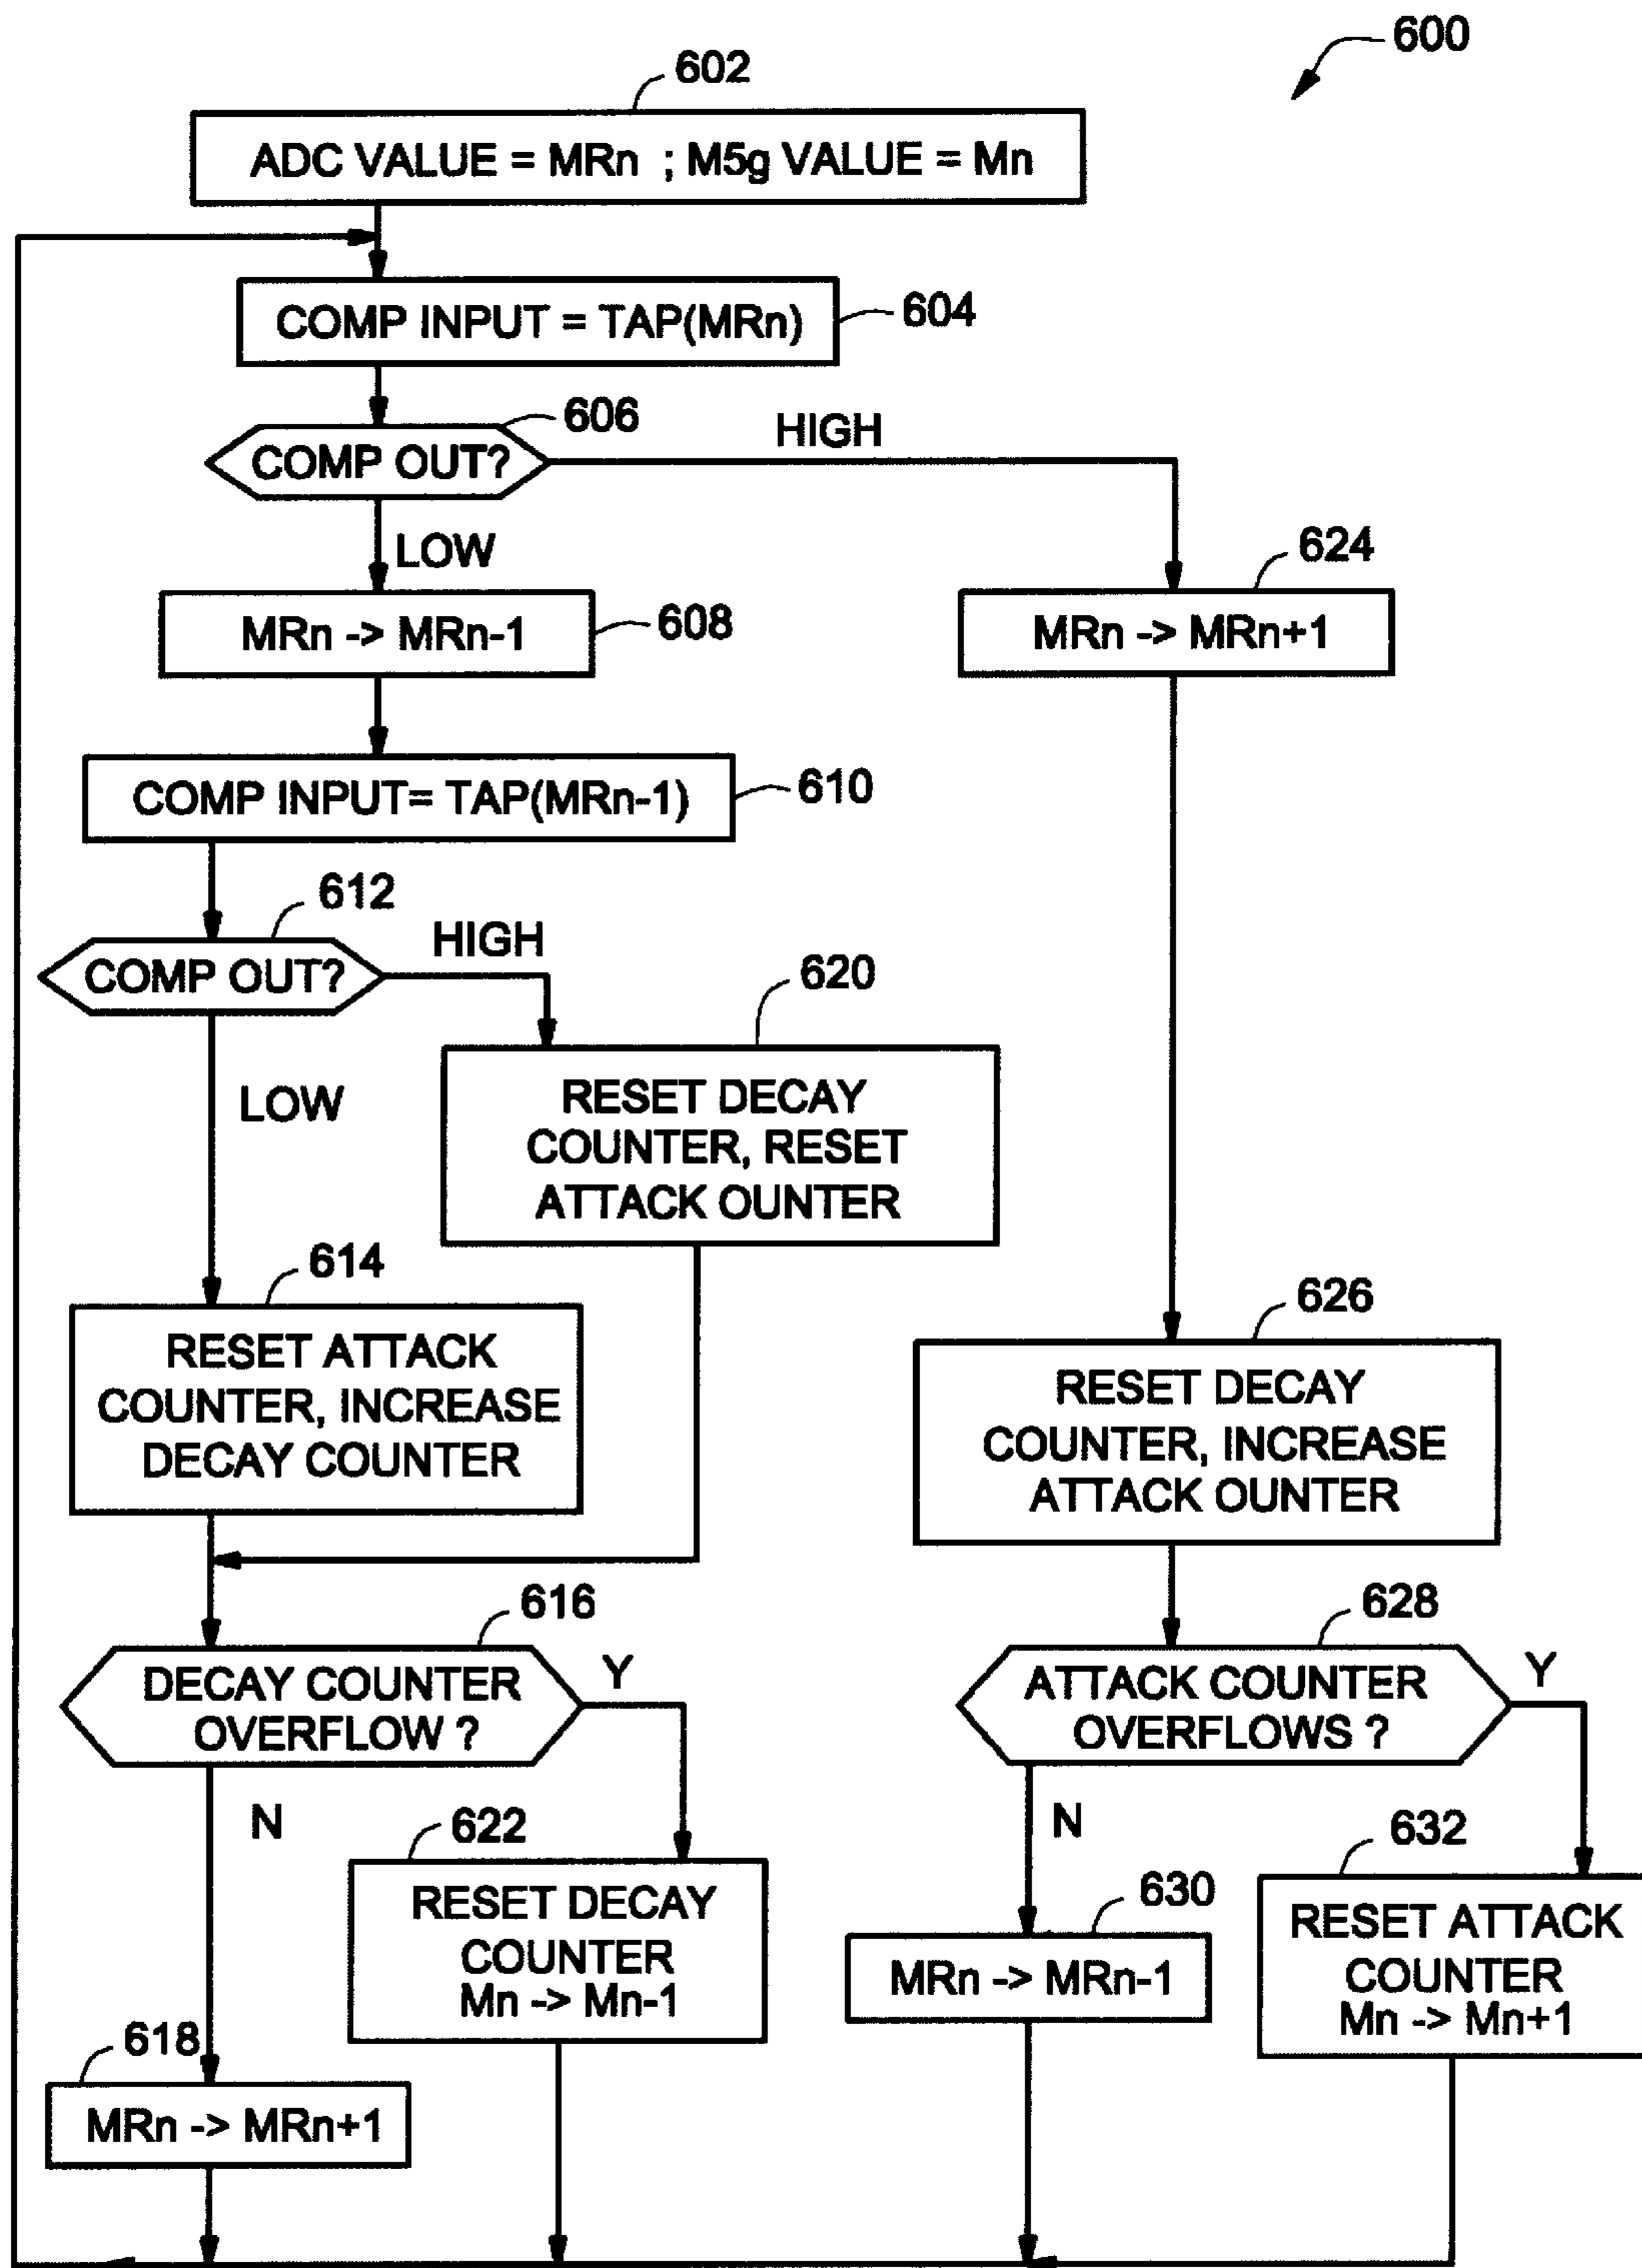 600
602
ADC VALUE = MRn ; M5g VALUE = Mn
COMP INPUT = TAP(MRn)
604
606
COMP OUT?
HIGH
LOW
MRn -> MRn-1
608
624
MRn -> MRn+1
COMP INPUT= TAP(MRn-1)
610
612
COMP OUT?
HIGH
LOW
620
RESET DECAY
COUNTER, RESET
ATTACK OUNTER
614
RESET ATTACK
COUNTER, INCREASE
DECAY COUNTER
626
RESET DECAY
COUNTER, INCREASE
ATTACK OUNTER
616
DECAY COUNTER
OVERFLOW ?
Y
N
628
ATTACK COUNTER
OVERFLOWS ?
Y
N
622
RESET DECAY
COUNTER
Mn -> Mn-1
618
MRn -> MRn+1
630
MRn -> MRn-1
632
RESET ATTACK
COUNTER
Mn -> Mn+1